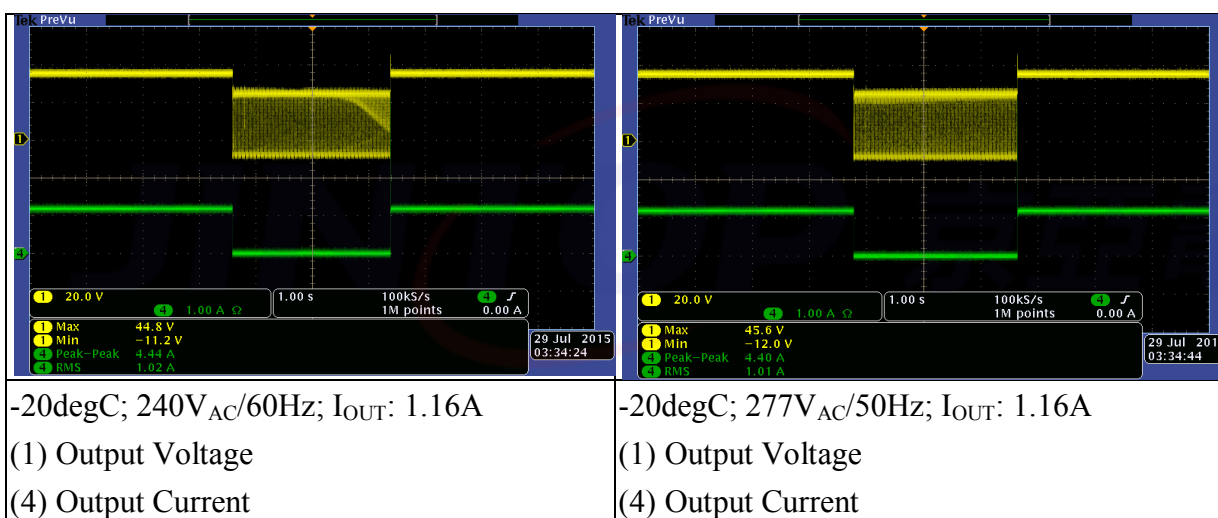 Tek PreVu
1
4
1 20.0 V
4 1.00 A Ω
1.00 s
100kS/s
1M points
4
0.00 A
1 Max 44.8 V
1 Min −11.2 V
4 Peak−Peak 4.44 A
4 RMS 1.02 A
29 Jul 2015
03:34:24
-20degC; 240VAC/60Hz; IOUT: 1.16A
(1) Output Voltage
(4) Output Current
Tek PreVu
1
4
1 20.0 V
4 1.00 A Ω
1.00 s
100kS/s
1M points
4
0.00 A
1 Max 45.6 V
1 Min −12.0 V
4 Peak−Peak 4.40 A
4 RMS 1.01 A
29 Jul 201
03:34:44
-20degC; 277VAC/50Hz; IOUT: 1.16A
(1) Output Voltage
(4) Output Current
JINTOP